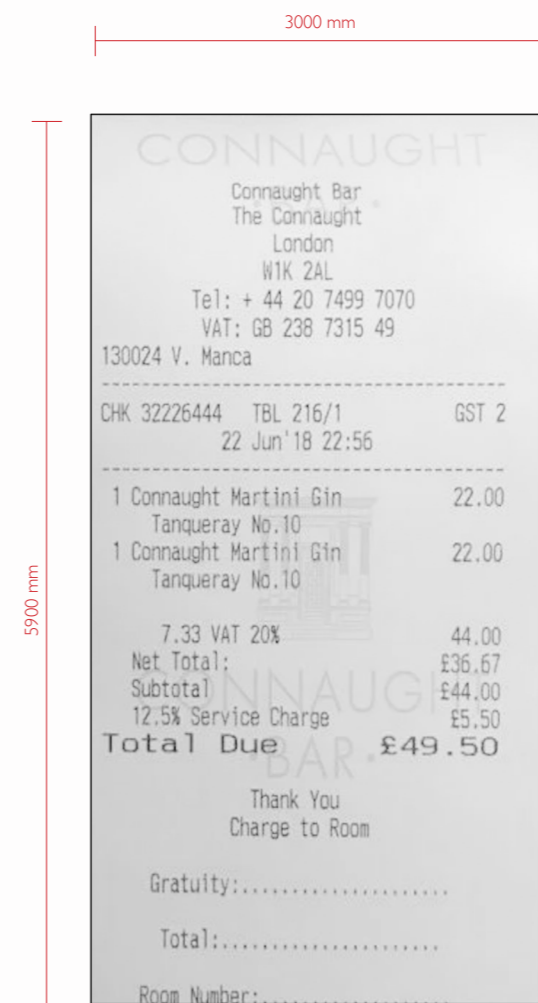 3000 mm
5900 mm
CONNAUGHT
·BAR·
Connaught Bar
The Connaught
London
W1K 2AL
Tel: + 44 20 7499 7070
VAT: GB 238 7315 49
130024 V. Manca
CHK 32226444 TBL 216/1 GST 2
22 Jun'18 22:56
1 Connaught Martini Gin 22.00
Tanqueray No.10
1 Connaught Martini Gin 22.00
Tanqueray No.10
7.33 VAT 20% 44.00
Net Total: £36.67
Subtotal £44.00
12.5% Service Charge £5.50
Total Due £49.50
CONNAUGHT
·BAR·
Thank You
Charge to Room
Gratuity:.....................
Total:......................
Room Number:..................